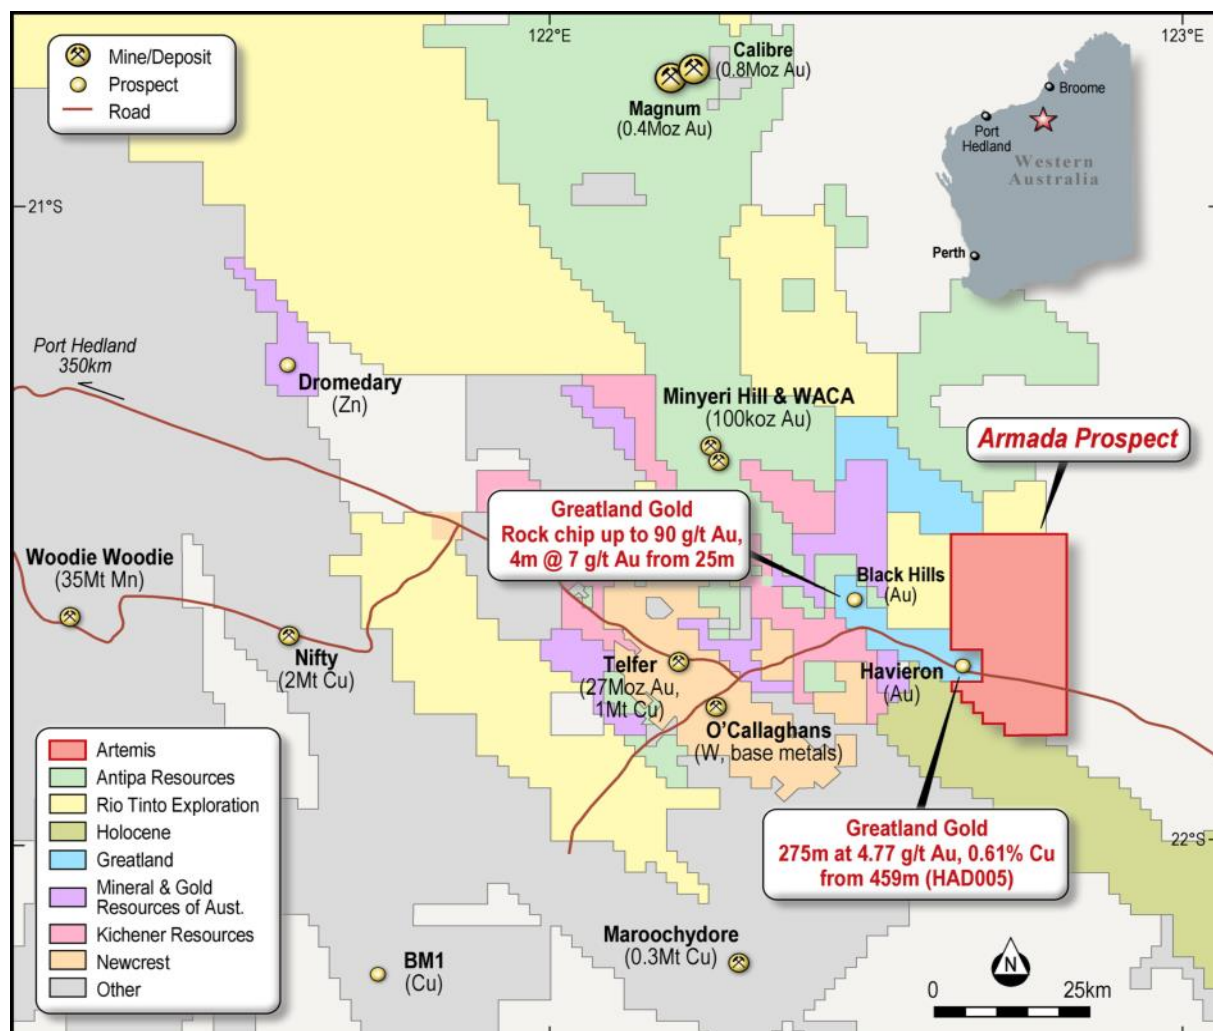 122°E
123°E
Mine/Deposit
Prospect
Road
Calibre
(0.8Moz Au)
Magnum
(0.4Moz Au)
Broome
Port
Hedland
Western
Australia
Perth
21°S
Port Hedland
350km
Dromedary
(Zn)
Minyeri Hill & WACA
(100koz Au)
Armada Prospect
Greatland Gold
Rock chip up to 90 g/t Au,
4m @ 7 g/t Au from 25m
Woodie Woodie
(35Mt Mn)
Black Hills
(Au)
Nifty
(2Mt Cu)
Telfer
(27Moz Au,
1Mt Cu)
Havieron
(Au)
O'Callaghans
(W, base metals)
Artemis
Antipa Resources
Rio Tinto Exploration
Holocene
Greatland
Mineral & Gold
Resources of Aust.
Kichener Resources
Newcrest
Other
Greatland Gold
275m at 4.77 g/t Au, 0.61% Cu
from 459m (HAD005)
22°S
Maroochydore
(0.3Mt Cu)
BM1
(Cu)
N
0 25km